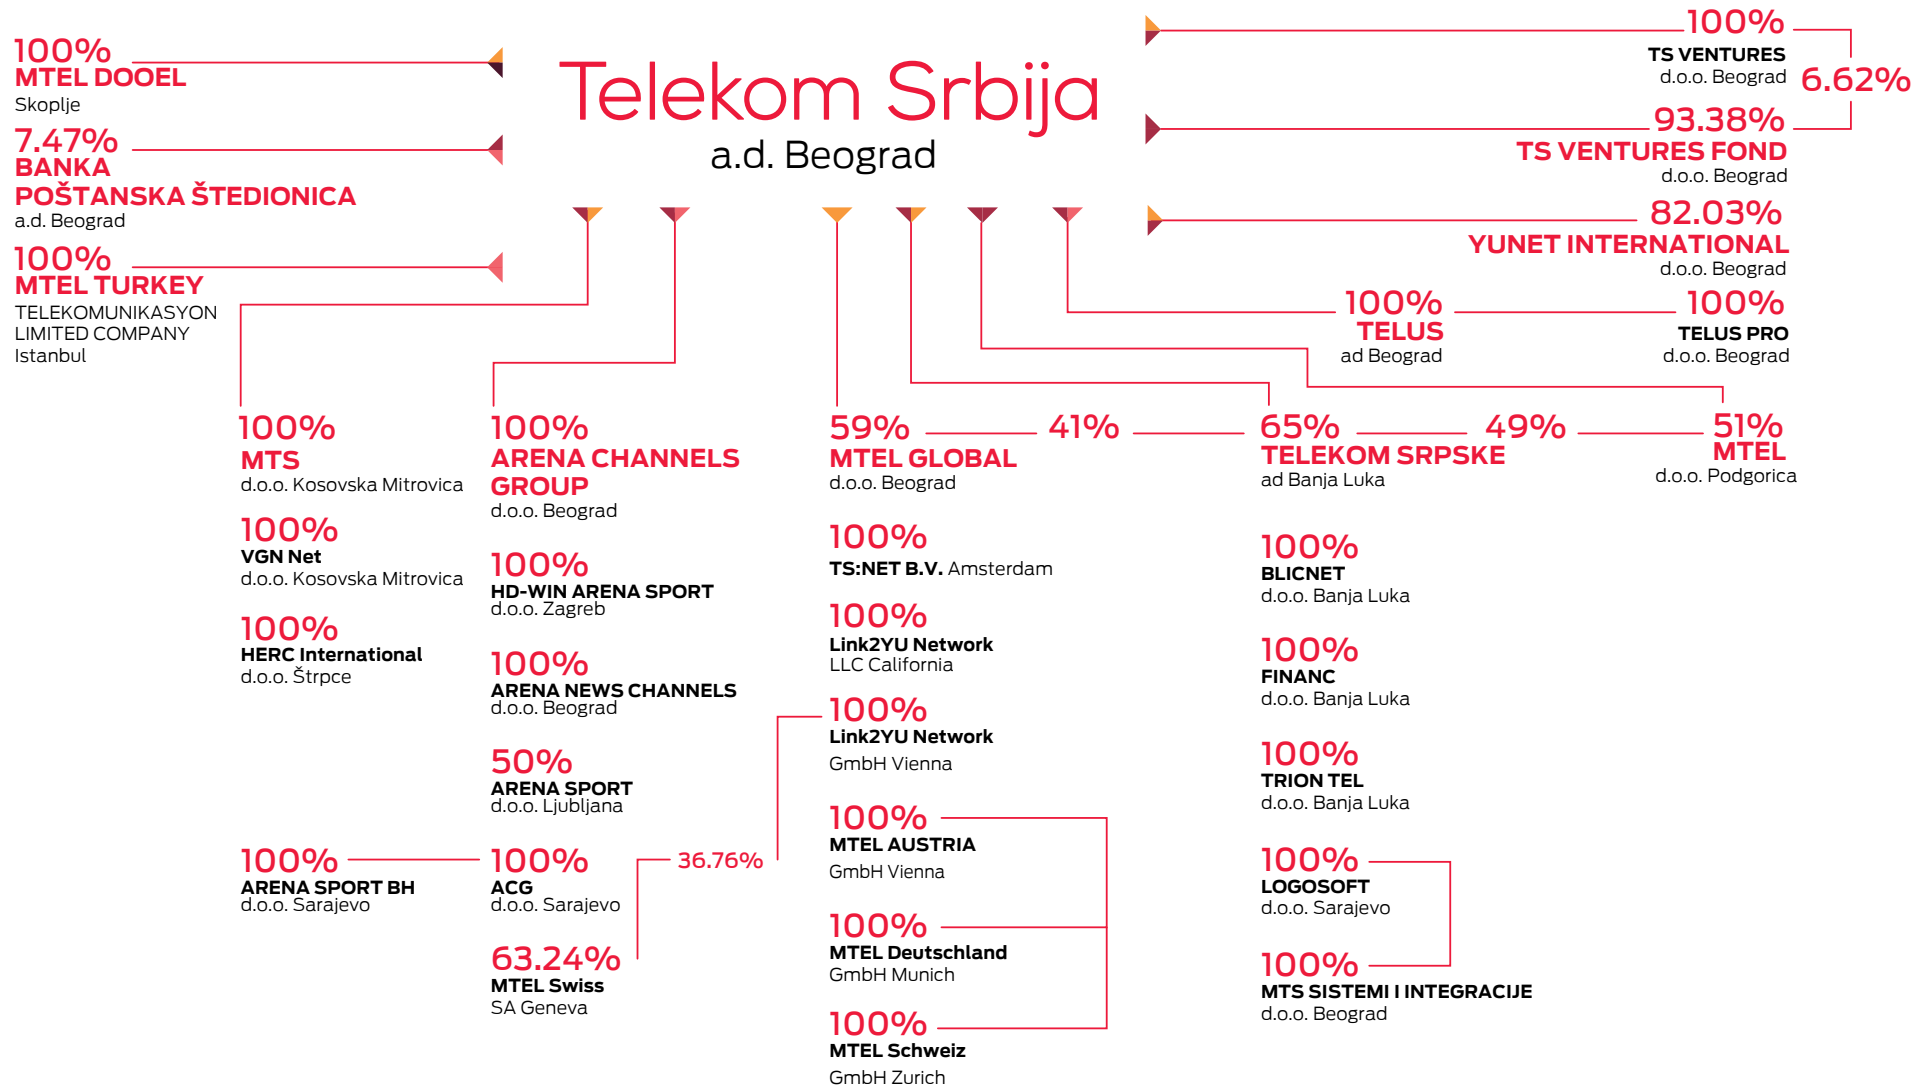 Telekom Srbija
a.d. Beograd
100%
MTEL DOOEL
Skoplje
7.47%
BANKA
POŠTANSKA ŠTEDIONICA
a.d. Beograd
100%
MTEL TURKEY
TELEKOMUNIKASYON
LIMITED COMPANY
Istanbul
100%
TS VENTURES
d.o.o. Beograd
6.62%
93.38%
TS VENTURES FOND
d.o.o. Beograd
82.03%
YUNET INTERNATIONAL
d.o.o. Beograd
100%
TELUS
ad Beograd
100%
TELUS PRO
d.o.o. Beograd
100%
MTS
d.o.o. Kosovska Mitrovica
100%
VGN Net
d.o.o. Kosovska Mitrovica
100%
HERC International
d.o.o. Štrpce
100%
ARENA SPORT BH
d.o.o. Sarajevo
100%
ARENA CHANNELS
GROUP
d.o.o. Beograd
100%
HD-WIN ARENA SPORT
d.o.o. Zagreb
100%
ARENA NEWS CHANNELS
d.o.o. Beograd
50%
ARENA SPORT
d.o.o. Ljubljana
100%
ACG
d.o.o. Sarajevo
63.24%
MTEL Swiss
SA Geneva
36.76%
59%
MTEL GLOBAL
d.o.o. Beograd
41%
100%
TS:NET B.V. Amsterdam
100%
Link2YU Network
LLC California
100%
Link2YU Network
GmbH Vienna
100%
MTEL AUSTRIA
GmbH Vienna
100%
MTEL Deutschland
GmbH Munich
100%
MTEL Schweiz
GmbH Zurich
65%
TELEKOM SRPSKE
ad Banja Luka
49%
100%
BLICNET
d.o.o. Banja Luka
100%
FINANC
d.o.o. Banja Luka
100%
TRION TEL
d.o.o. Banja Luka
100%
LOGOSOFT
d.o.o. Sarajevo
100%
MTS SISTEMI I INTEGRACIJE
d.o.o. Beograd
51%
MTEL
d.o.o. Podgorica